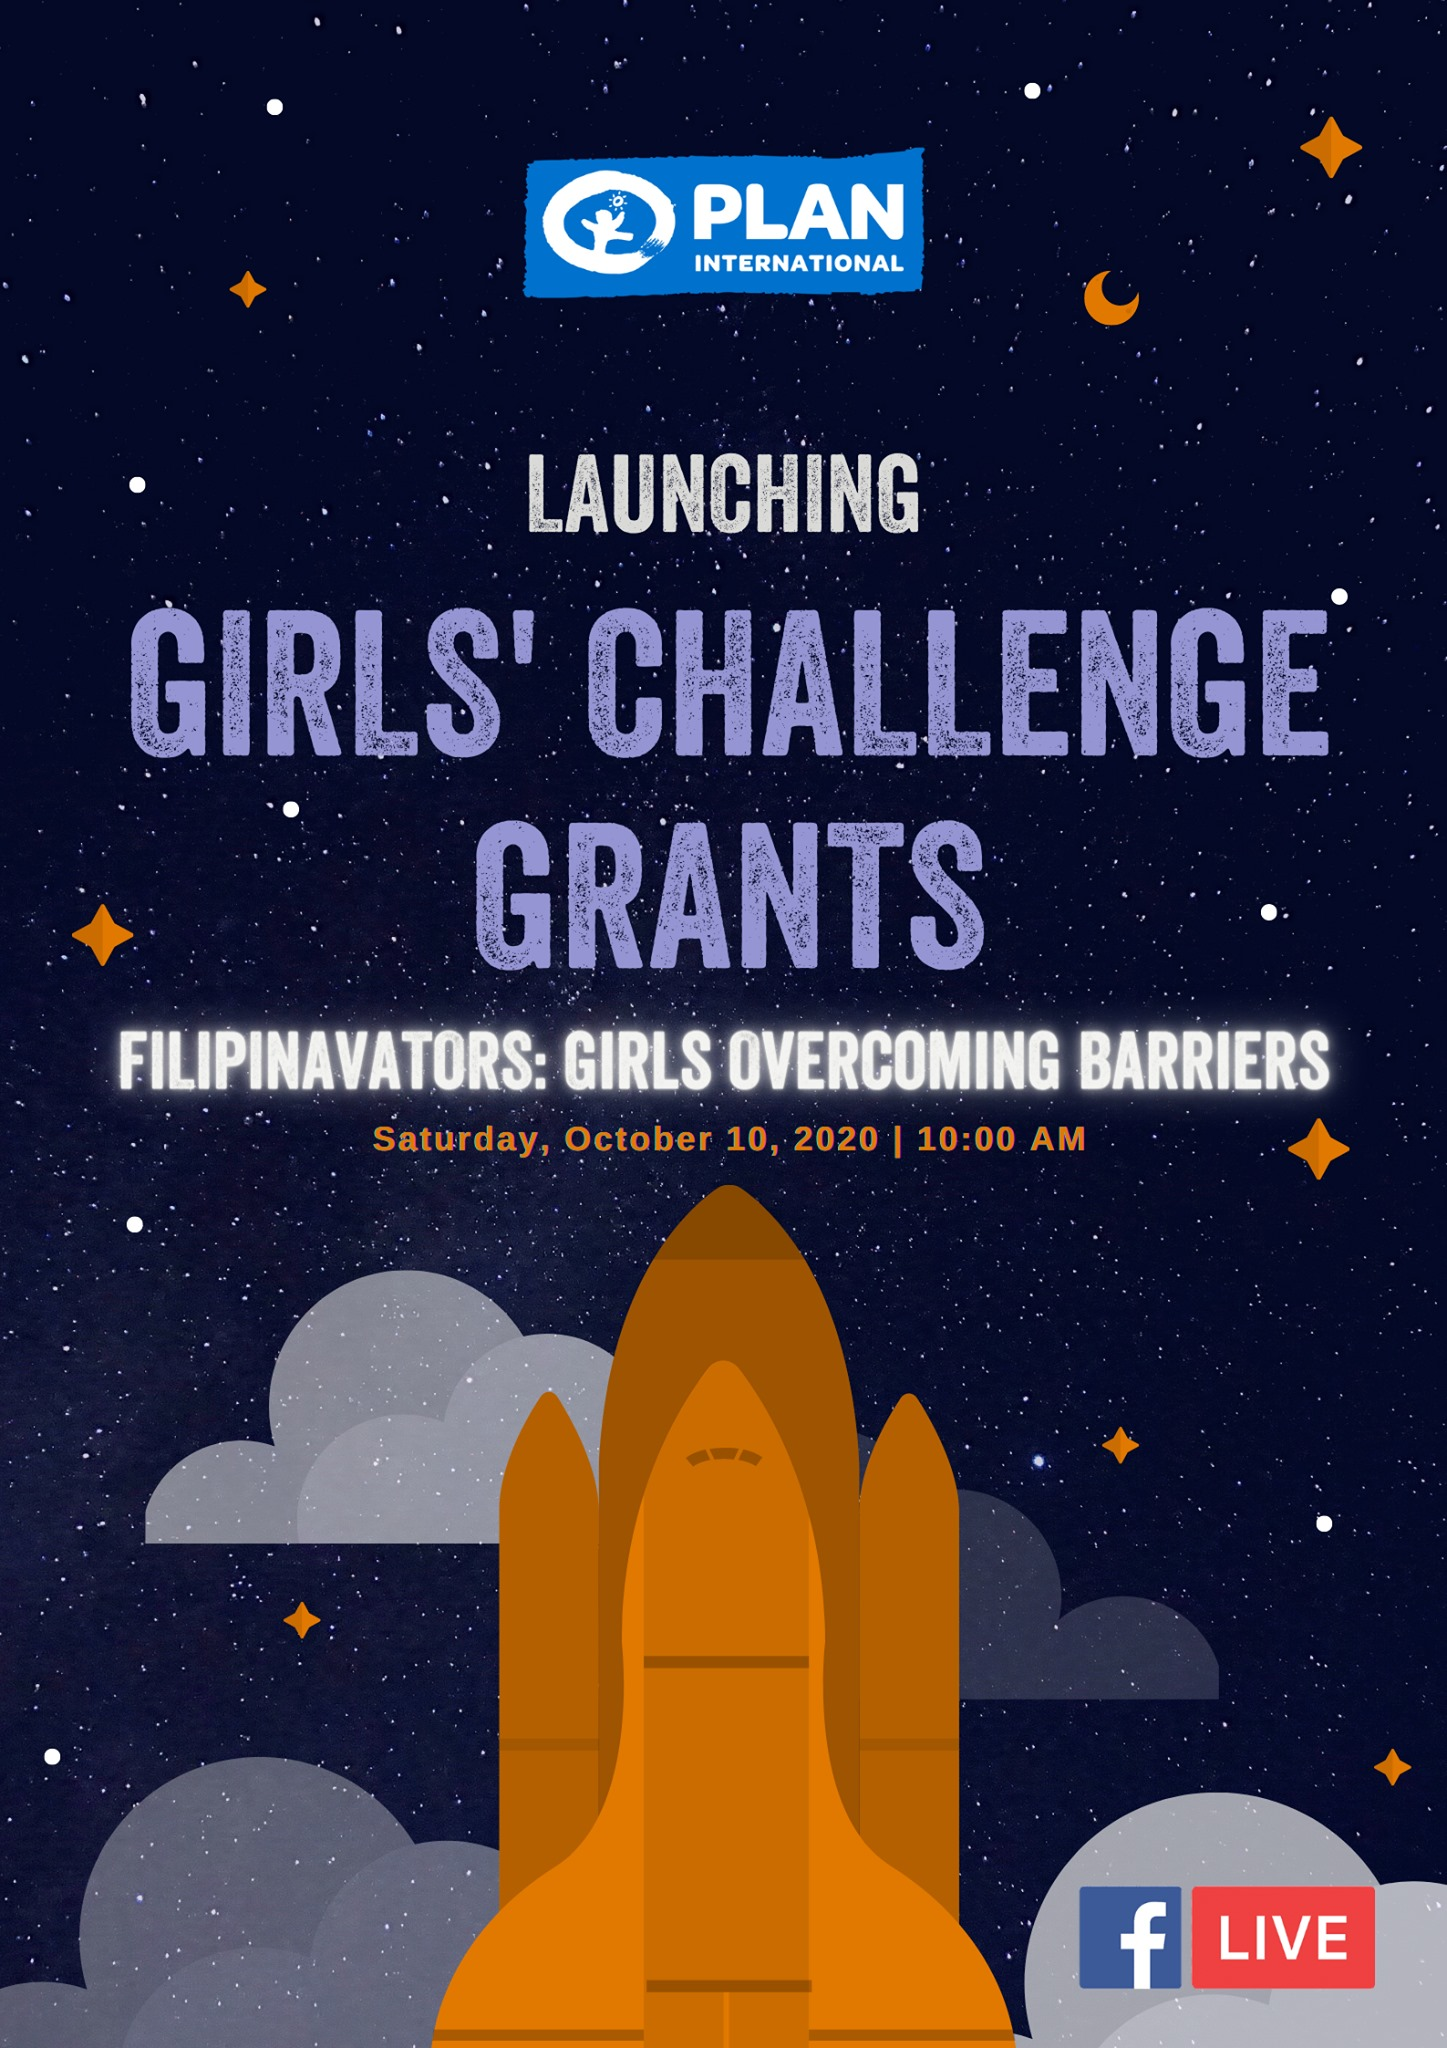 PLAN
INTERNATIONAL
LAUNCHING
GIRLS' CHALLENGE
GRANTS
FILIPINAVATORS: GIRLS OVERCOMING BARRIERS
Saturday, October 10, 2020 | 10:00 AM
f LIVE